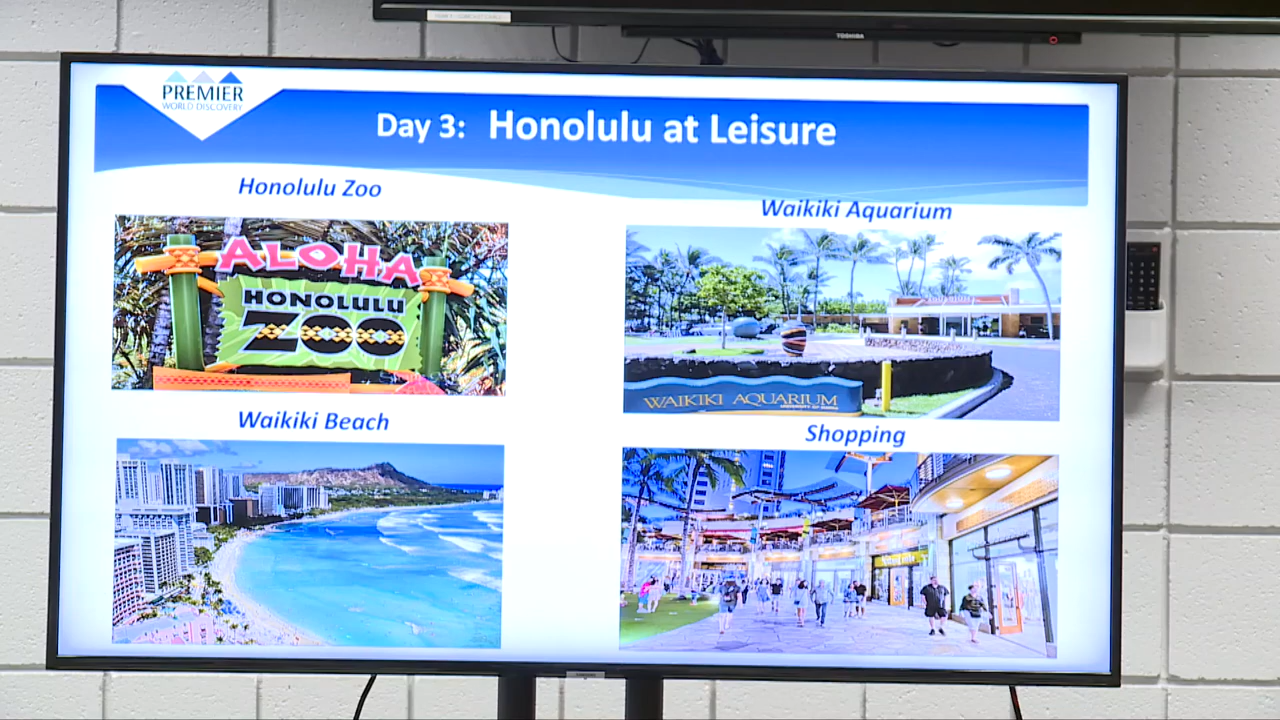 TOSHIBA
PREMIER
WORLD DISCOVERY
Day 3: Honolulu at Leisure
Honolulu Zoo
ALOHA
HONOLULU
ZOO
Waikiki Aquarium
WAIKIKI AQUARIUM
Waikiki Beach
Shopping